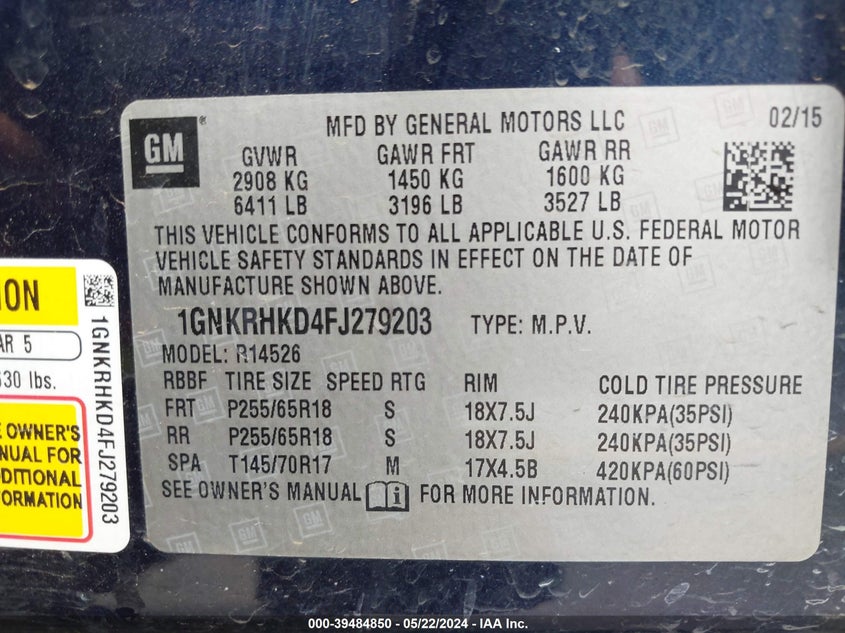 GM
MFD BY GENERAL MOTORS LLC 02/15
GVWR GAWR FRT GAWR RR
2908 KG 1450 KG 1600 KG
6411 LB 3196 LB 3527 LB
THIS VEHICLE CONFORMS TO ALL APPLICABLE U.S. FEDERAL MOTOR
VEHICLE SAFETY STANDARDS IN EFFECT ON THE DATE OF
MANUFACTURE SHOWN ABOVE.
1GNKRHKD4FJ279203 TYPE: M.P.V.
MODEL: R14526
RBBF TIRE SIZE SPEED RTG RIM COLD TIRE PRESSURE
FRT P255/65R18 S 18X7.5J 240KPA(35PSI)
RR P255/65R18 S 18X7.5J 240KPA(35PSI)
SPA T145/70R17 M 17X4.5B 420KPA(60PSI)
SEE OWNER'S MANUAL i FOR MORE INFORMATION.
ION
AR 5
630 lbs.
E OWNER'S
NUAL FOR
DDITIONAL
FORMATION
1GNKRHKD4FJ279203
000-39484850 - 05/22/2024 - IAA Inc.